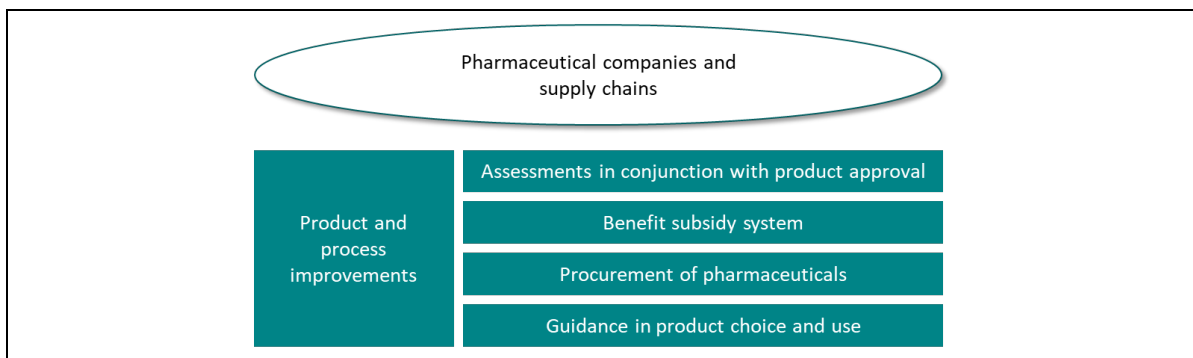 Pharmaceutical companies and
supply chains
Product and
process
improvements
Assessments in conjunction with product approval
Benefit subsidy system
Procurement of pharmaceuticals
Guidance in product choice and use